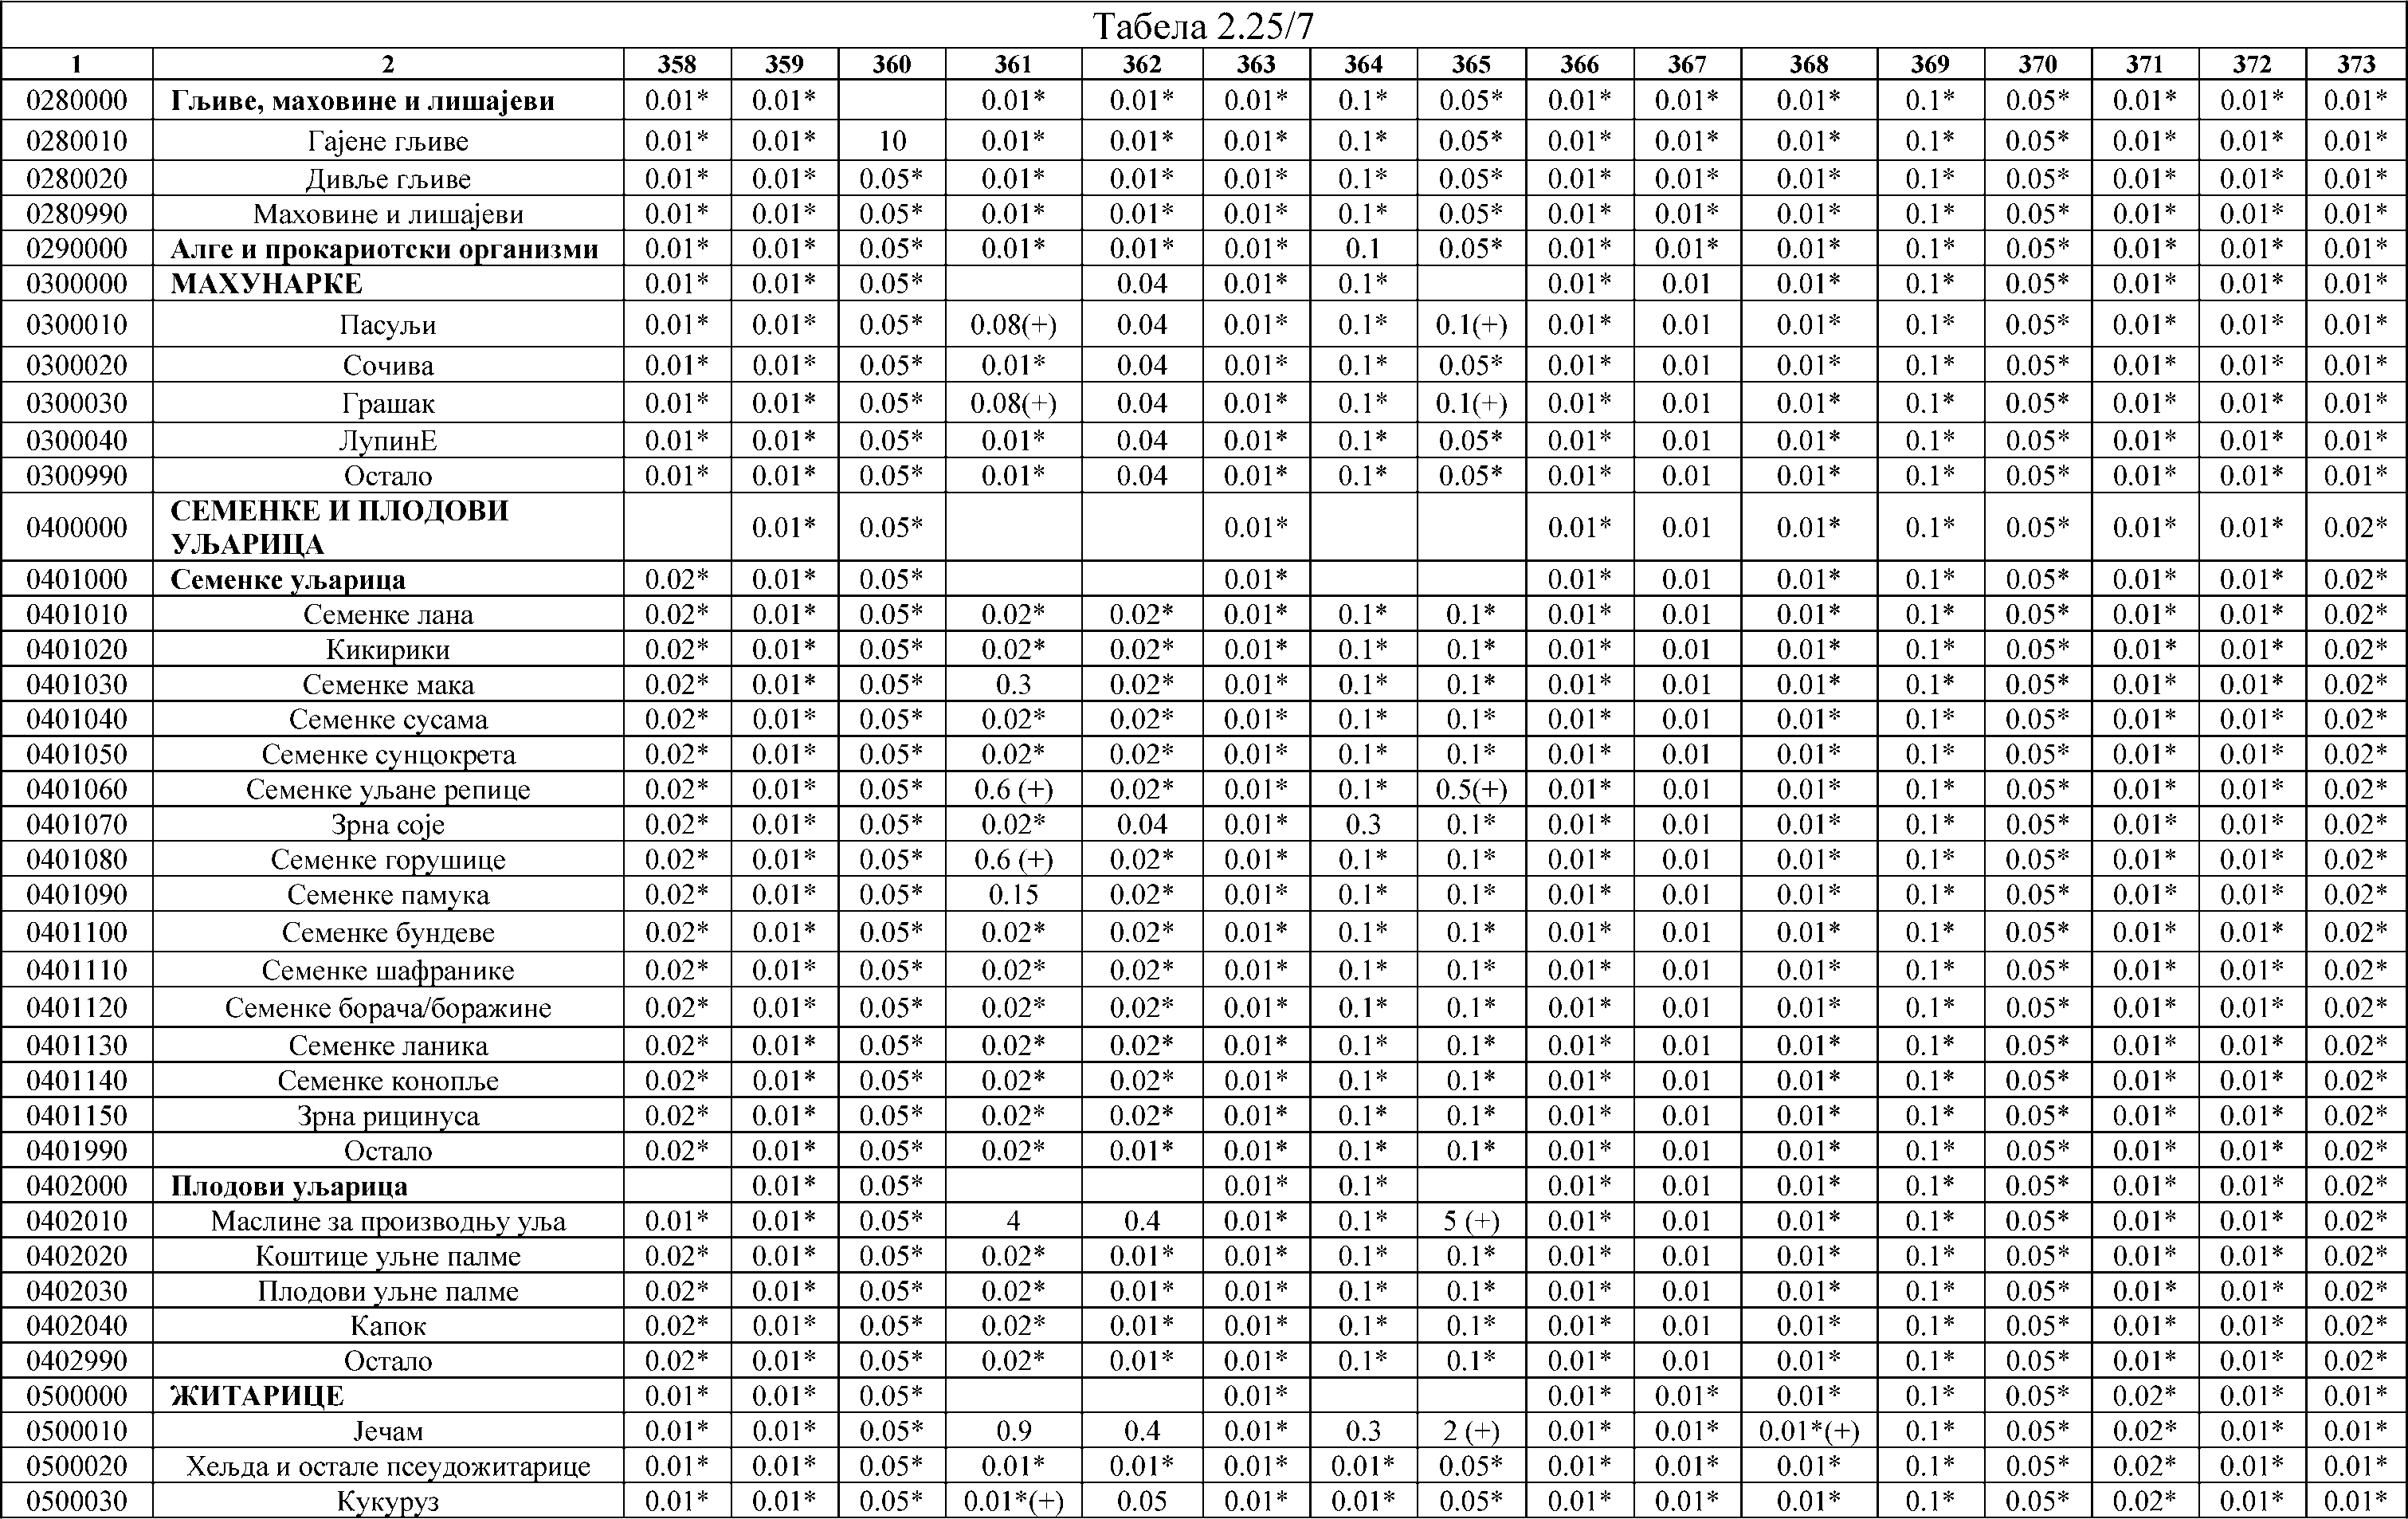 Табела 2.25/7
1 2 358 359 360 361 362 363 364 365 366 367 368 369 370 371 372 373
0280000 Гљиве, маховине и лишајеви 0.01* 0.01* 0.01* 0.01* 0.01* 0.1* 0.05* 0.01* 0.01* 0.01* 0.1* 0.05* 0.01* 0.01* 0.01*
0280010 Гајене гљиве 0.01* 0.01* 10 0.01* 0.01* 0.01* 0.1* 0.05* 0.01* 0.01* 0.01* 0.1* 0.05* 0.01* 0.01* 0.01*
0280020 Дивље гљиве 0.01* 0.01* 0.05* 0.01* 0.01* 0.01* 0.1* 0.05* 0.01* 0.01* 0.01* 0.1* 0.05* 0.01* 0.01* 0.01*
0280990 Маховине и лишајеви 0.01* 0.01* 0.05* 0.01* 0.01* 0.01* 0.1* 0.05* 0.01* 0.01* 0.01* 0.1* 0.05* 0.01* 0.01* 0.01*
0290000 Алге и прокариотски организми 0.01* 0.01* 0.05* 0.01* 0.01* 0.01* 0.1 0.05* 0.01* 0.01* 0.01* 0.1* 0.05* 0.01* 0.01* 0.01*
0300000 МАХУНАРКЕ 0.01* 0.01* 0.05* 0.04 0.01* 0.1* 0.01* 0.01 0.01* 0.1* 0.05* 0.01* 0.01* 0.01*
0300010 Пасуљи 0.01* 0.01* 0.05* 0.08(+) 0.04 0.01* 0.1* 0.1(+) 0.01* 0.01 0.01* 0.1* 0.05* 0.01* 0.01* 0.01*
0300020 Сочива 0.01* 0.01* 0.05* 0.01* 0.04 0.01* 0.1* 0.05* 0.01* 0.01 0.01* 0.1* 0.05* 0.01* 0.01* 0.01*
0300030 Грашак 0.01* 0.01* 0.05* 0.08(+) 0.04 0.01* 0.1* 0.1(+) 0.01* 0.01 0.01* 0.1* 0.05* 0.01* 0.01* 0.01*
0300040 ЛупинЕ 0.01* 0.01* 0.05* 0.01* 0.04 0.01* 0.1* 0.05* 0.01* 0.01 0.01* 0.1* 0.05* 0.01* 0.01* 0.01*
0300990 Остало 0.01* 0.01* 0.05* 0.01* 0.04 0.01* 0.1* 0.05* 0.01* 0.01 0.01* 0.1* 0.05* 0.01* 0.01* 0.01*
0400000 СЕМЕНКЕ И ПЛОДОВИ
УЉАРИЦА 0.01* 0.05* 0.01* 0.01* 0.01 0.01* 0.1* 0.05* 0.01* 0.01* 0.02*
0401000 Семенке уљарица 0.02* 0.01* 0.05* 0.01* 0.01* 0.01 0.01* 0.1* 0.05* 0.01* 0.01* 0.02*
0401010 Семенке лана 0.02* 0.01* 0.05* 0.02* 0.02* 0.01* 0.1* 0.1* 0.01* 0.01 0.01* 0.1* 0.05* 0.01* 0.01* 0.02*
0401020 Кикирики 0.02* 0.01* 0.05* 0.02* 0.02* 0.01* 0.1* 0.1* 0.01* 0.01 0.01* 0.1* 0.05* 0.01* 0.01* 0.02*
0401030 Семенке мака 0.02* 0.01* 0.05* 0.3 0.02* 0.01* 0.1* 0.1* 0.01* 0.01 0.01* 0.1* 0.05* 0.01* 0.01* 0.02*
0401040 Семенке сусама 0.02* 0.01* 0.05* 0.02* 0.02* 0.01* 0.1* 0.1* 0.01* 0.01 0.01* 0.1* 0.05* 0.01* 0.01* 0.02*
0401050 Семенке сунцокрета 0.02* 0.01* 0.05* 0.02* 0.02* 0.01* 0.1* 0.1* 0.01* 0.01 0.01* 0.1* 0.05* 0.01* 0.01* 0.02*
0401060 Семенке уљане репице 0.02* 0.01* 0.05* 0.6 (+) 0.02* 0.01* 0.1* 0.5(+) 0.01* 0.01 0.01* 0.1* 0.05* 0.01* 0.01* 0.02*
0401070 Зрна соје 0.02* 0.01* 0.05* 0.02* 0.04 0.01* 0.3 0.1* 0.01* 0.01 0.01* 0.1* 0.05* 0.01* 0.01* 0.02*
0401080 Семенке горушице 0.02* 0.01* 0.05* 0.6 (+) 0.02* 0.01* 0.1* 0.1* 0.01* 0.01 0.01* 0.1* 0.05* 0.01* 0.01* 0.02*
0401090 Семенке памука 0.02* 0.01* 0.05* 0.15 0.02* 0.01* 0.1* 0.1* 0.01* 0.01 0.01* 0.1* 0.05* 0.01* 0.01* 0.02*
0401100 Семенке бундеве 0.02* 0.01* 0.05* 0.02* 0.02* 0.01* 0.1* 0.1* 0.01* 0.01 0.01* 0.1* 0.05* 0.01* 0.01* 0.02*
0401110 Семенке шафранике 0.02* 0.01* 0.05* 0.02* 0.02* 0.01* 0.1* 0.1* 0.01* 0.01 0.01* 0.1* 0.05* 0.01* 0.01* 0.02*
0401120 Семенке борача/боражине 0.02* 0.01* 0.05* 0.02* 0.02* 0.01* 0.1* 0.1* 0.01* 0.01 0.01* 0.1* 0.05* 0.01* 0.01* 0.02*
0401130 Семенке ланика 0.02* 0.01* 0.05* 0.02* 0.02* 0.01* 0.1* 0.1* 0.01* 0.01 0.01* 0.1* 0.05* 0.01* 0.01* 0.02*
0401140 Семенке конопље 0.02* 0.01* 0.05* 0.02* 0.02* 0.01* 0.1* 0.1* 0.01* 0.01 0.01* 0.1* 0.05* 0.01* 0.01* 0.02*
0401150 Зрна рицинуса 0.02* 0.01* 0.05* 0.02* 0.02* 0.01* 0.1* 0.1* 0.01* 0.01 0.01* 0.1* 0.05* 0.01* 0.01* 0.02*
0401990 Остало 0.02* 0.01* 0.05* 0.02* 0.01* 0.01* 0.1* 0.1* 0.01* 0.01 0.01* 0.1* 0.05* 0.01* 0.01* 0.02*
0402000 Плодови уљарица 0.01* 0.05* 0.01* 0.1* 0.01* 0.01 0.01* 0.1* 0.05* 0.01* 0.01* 0.02*
0402010 Маслине за производњу уља 0.01* 0.01* 0.05* 4 0.4 0.01* 0.1* 5 (+) 0.01* 0.01 0.01* 0.1* 0.05* 0.01* 0.01* 0.02*
0402020 Коштице уљне палме 0.02* 0.01* 0.05* 0.02* 0.01* 0.01* 0.1* 0.1* 0.01* 0.01 0.01* 0.1* 0.05* 0.01* 0.01* 0.02*
0402030 Плодови уљне палме 0.02* 0.01* 0.05* 0.02* 0.01* 0.01* 0.1* 0.1* 0.01* 0.01 0.01* 0.1* 0.05* 0.01* 0.01* 0.02*
0402040 Капок 0.02* 0.01* 0.05* 0.02* 0.01* 0.01* 0.1* 0.1* 0.01* 0.01 0.01* 0.1* 0.05* 0.01* 0.01* 0.02*
0402990 Остало 0.02* 0.01* 0.05* 0.02* 0.01* 0.01* 0.1* 0.1* 0.01* 0.01 0.01* 0.1* 0.05* 0.01* 0.01* 0.02*
0500000 ЖИТАРИЦЕ 0.01* 0.01* 0.05* 0.01* 0.01* 0.01* 0.01* 0.1* 0.05* 0.02* 0.01* 0.01*
0500010 Јечам 0.01* 0.01* 0.05* 0.9 0.4 0.01* 0.3 2 (+) 0.01* 0.01* 0.01*(+) 0.1* 0.05* 0.02* 0.01* 0.01*
0500020 Хељда и остале псеудожитарице 0.01* 0.01* 0.05* 0.01* 0.01* 0.01* 0.01* 0.05* 0.01* 0.01* 0.01* 0.1* 0.05* 0.02* 0.01* 0.01*
0500030 Кукуруз 0.01* 0.01* 0.05* 0.01*(+) 0.05 0.01* 0.01* 0.05* 0.01* 0.01* 0.01* 0.1* 0.05* 0.02* 0.01* 0.01*